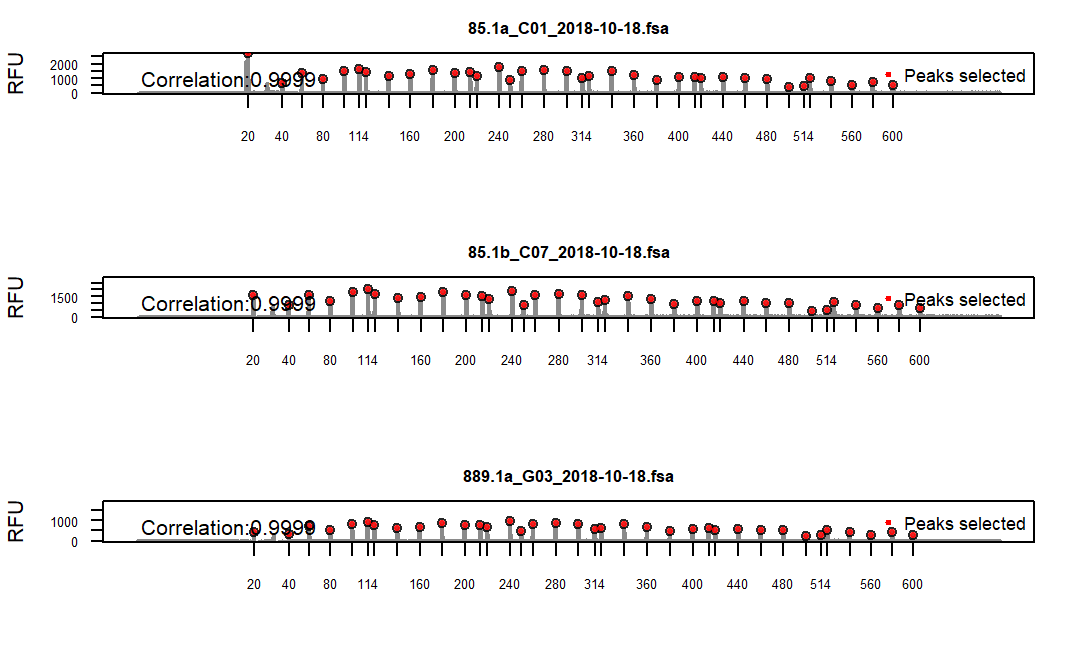 85.1a_C01_2018-10-18.fsa
RFU
2000
1000
0
Correlation:0.9999
Peaks selected
20 40 80 114 160 200 240 280 314 360 400 440 480 514 560 600
85.1b_C07_2018-10-18.fsa
RFU
1500
0
Correlation:0.9999
Peaks selected
20 40 80 114 160 200 240 280 314 360 400 440 480 514 560 600
889.1a_G03_2018-10-18.fsa
RFU
1000
0
Correlation:0.9999
Peaks selected
20 40 80 114 160 200 240 280 314 360 400 440 480 514 560 600